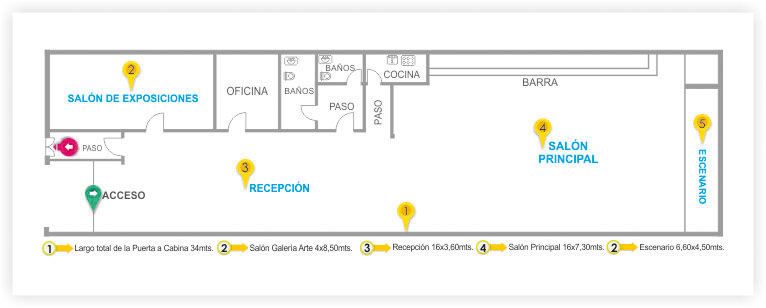 2
SALÓN DE EXPOSICIONES
OFICINA
BAÑOS
BAÑOS
PASO
COCINA
PASO
BARRA
4
SALÓN
PRINCIPAL
5
ESCENARIO
PASO
ACCESO
3
RECEPCIÓN
1
1 Largo total de la Puerta a Cabina 34mts.
2 Salón Galeria Arte 4x8,50mts.
3 Recepción 16x3,60mts.
4 Salón Principal 16x7,30mts.
2 Escenario 6,60x4,50mts.